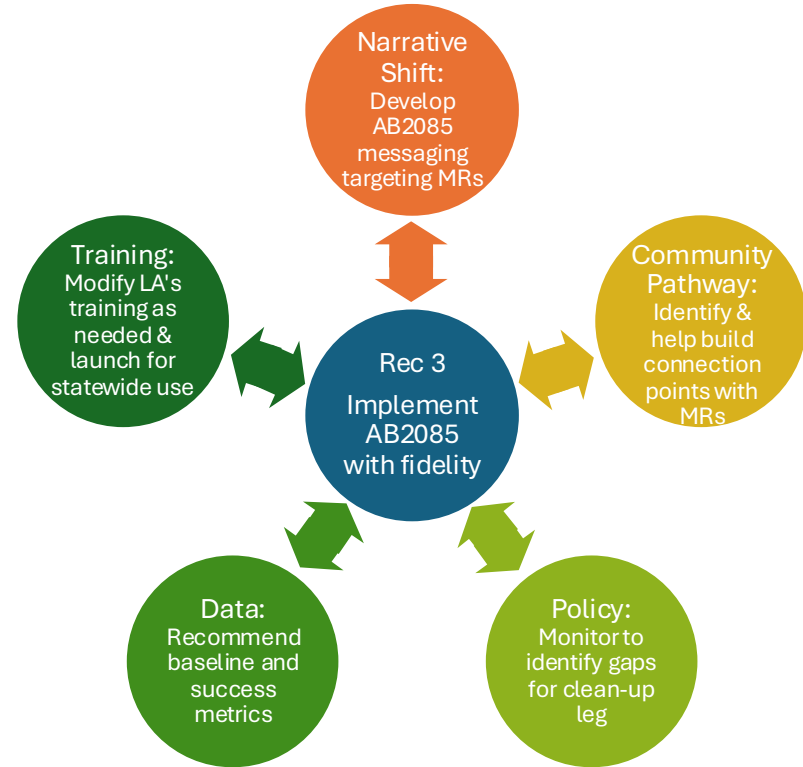 Narrative
Shift:
Develop
AB2085
messaging
targeting MRs
Training:
Modify LA's
training as
needed &
launch for
statewide use
Community
Pathway:
Identify &
help build
connection
points with
MRs
Rec 3
Implement
AB2085
with fidelity
Data:
Recommend
baseline and
success
metrics
Policy:
Monitor to
identify gaps
for clean-up
leg